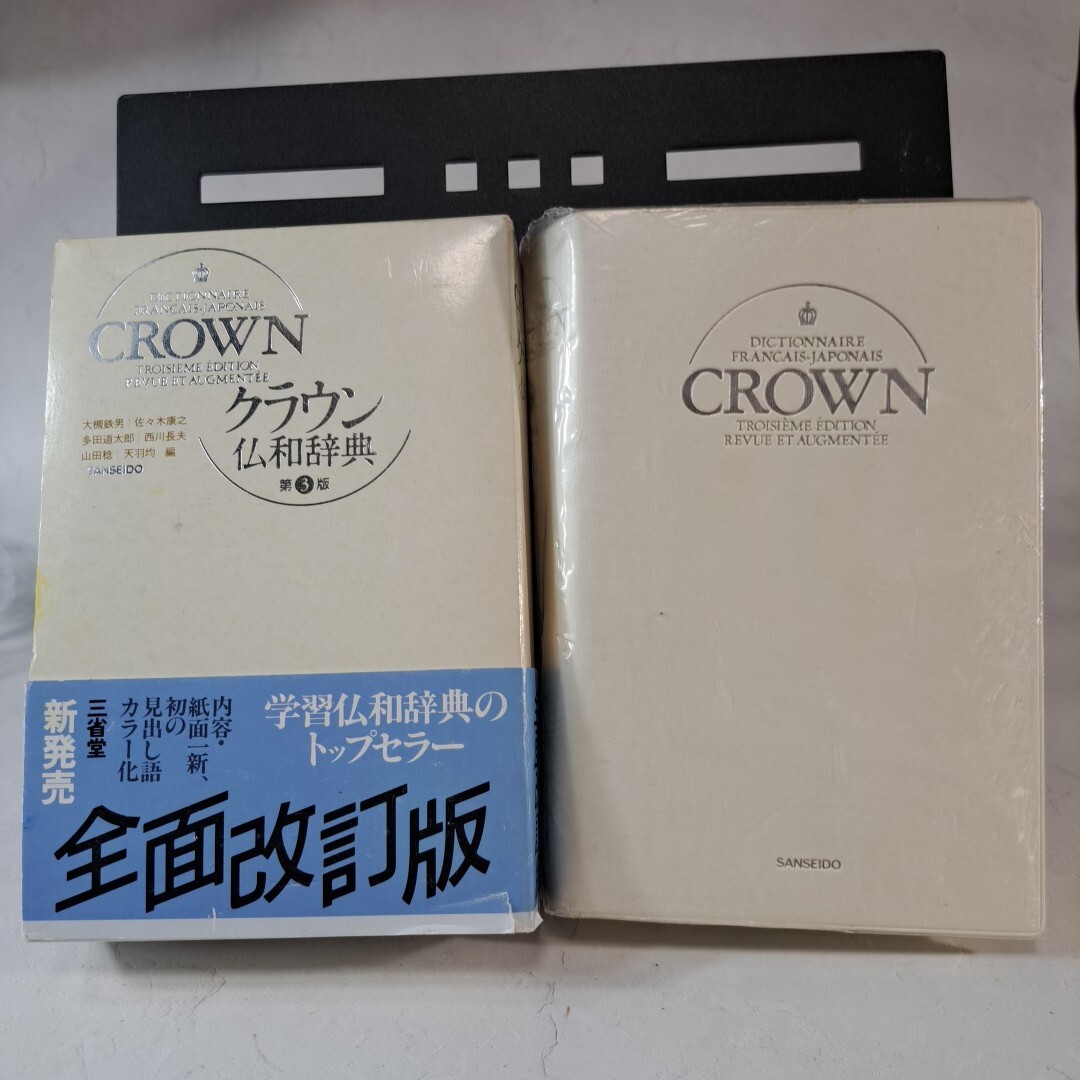 DICTIONNAIRE
FRANCAIS-JAPONAIS
CROWN
TROISIEME ÉDITION
REVUE ET AUGMENTÉE
クラウン
仏和辞典
第3版
大槻鉄男|佐々木康之
多田道太郎|西川長夫
山田稔|天羽均 編
SANSEIDO
学習仏和辞典の
トップセラー
内容・
紙面一新、
初の
見出し語
カラー化
三省堂
新発売
全面改訂版
DICTIONNAIRE
FRANCAIS-JAPONAIS
CROWN
TROISIÈME ÉDITION
REVUE ET AUGMENTÉE
SANSEIDO